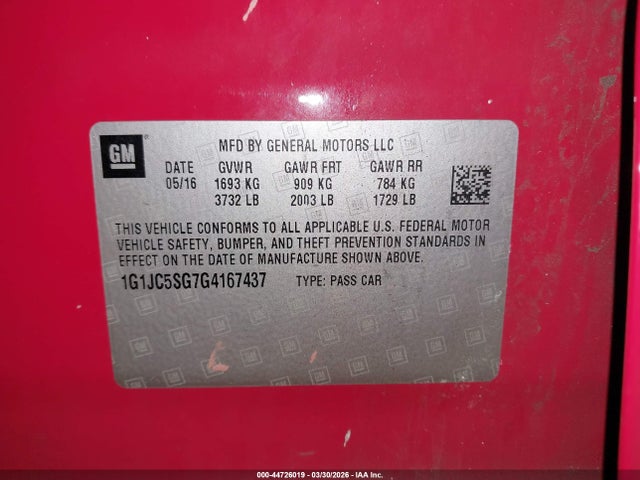 GM
MFD BY GENERAL MOTORS LLC
DATE GVWR GAWR FRT GAWR RR
05/16 1693 KG 909 KG 784 KG
3732 LB 2003 LB 1729 LB
THIS VEHICLE CONFORMS TO ALL APPLICABLE U.S. FEDERAL MOTOR
VEHICLE SAFETY, BUMPER, AND THEFT PREVENTION STANDARDS IN
EFFECT ON THE DATE OF MANUFACTURE SHOWN ABOVE.
1G1JC5SG7G4167437 TYPE: PASS CAR
000-44726019 - 03/30/2026 - IAA Inc.